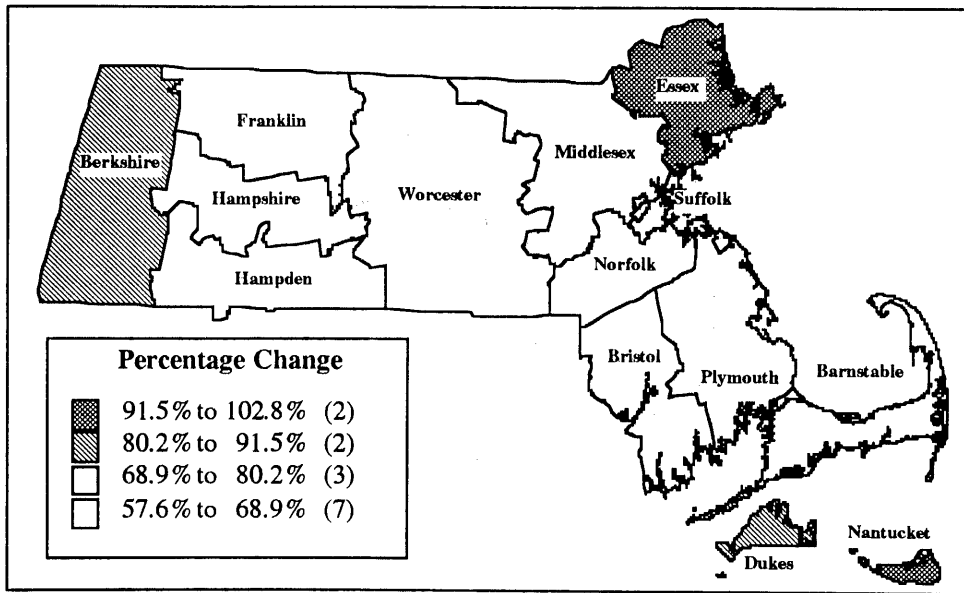 Essex
Franklin
Middlesex
Berkshire
Hampshire
Worcester
Suffolk
Norfolk
Hampden
Bristol
Plymouth
Barnstable
Nantucket
Dukes
Percentage Change
91.5% to 102.8% (2)
80.2% to 91.5% (2)
68.9% to 80.2% (3)
57.6% to 68.9% (7)